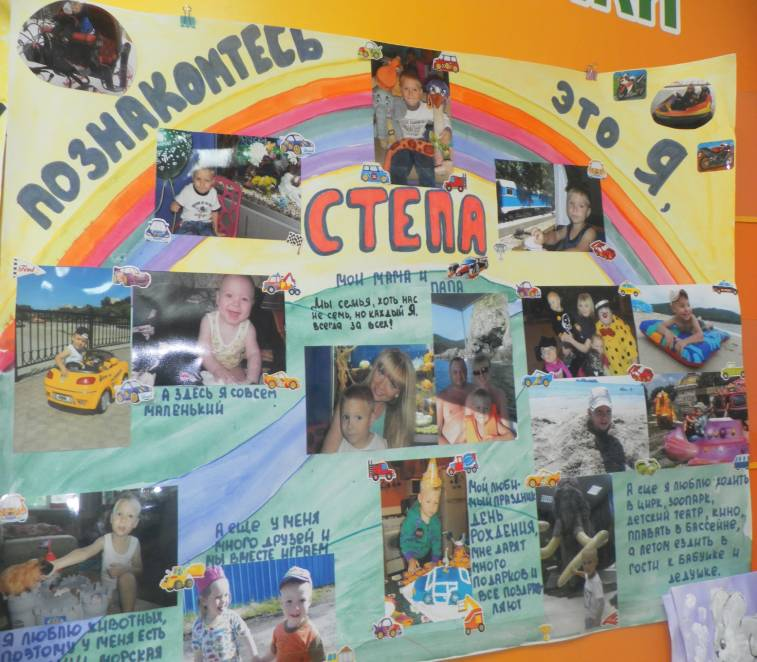 ПОЗНАКОМТЕСЬ ЭТО Я,
СТЕПА
МОИ МАМА И
ПАПА
МЫ СЕМЬЯ, ХОТЬ НАС
НЕ СЕМЬ, НО КАЖДЫЙ Я,
ВСЕГДА ЗА ВСЕХ!
А ЗДЕСЬ Я СОВСЕМ
МАЛЕНЬКИЙ
А ЕЩЕ У МЕНЯ
МНОГО ДРУЗЕЙ И
МЫ ВМЕСТЕ ИГРАЕМ
МОЙ ЛЮБИ-
МЫЙ ПРАЗДНИК
ДЕНЬ
РОЖДЕНИЯ,
МНЕ ДАРЯТ
МНОГО
ПОДАРКОВ И
ВСЕ ПОЗДРАВ-
ЛЯЮТ
А ЕЩЕ Я ЛЮБЛЮ ХОДИТЬ
В ЦИРК, ЗООПАРК,
ДЕТСКИЙ ТЕАТР, КИНО,
ПЛАВАТЬ В БАССЕЙНЕ,
А ЛЕТОМ ЕЗДИТЬ В
ГОСТИ К БАБУШКЕ И
ДЕДУШКЕ.
Я ЛЮБЛЮ ЖИВОТНЫХ,
ПОЭТОМУ У МЕНЯ ЕСТЬ
МОРСКАЯ